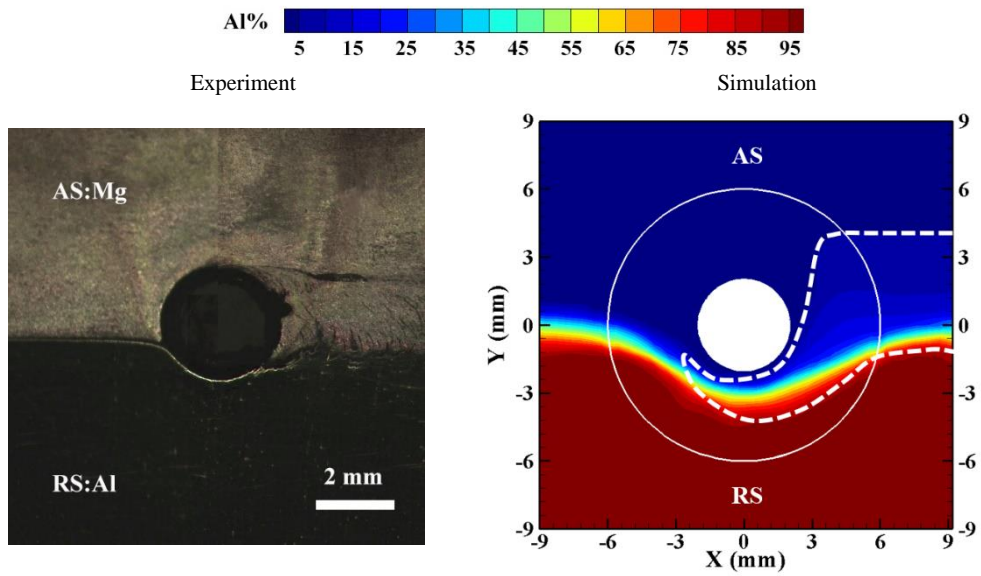 Al%
5 15 25 35 45 55 65 75 85 95
Experiment
Simulation
AS:Mg
RS:Al
2 mm
AS
RS
Y (mm)
9
6
3
0
-3
-6
-9
9
6
3
0
-3
-6
-9
-9 -6 -3 0 3 6 9
X (mm)